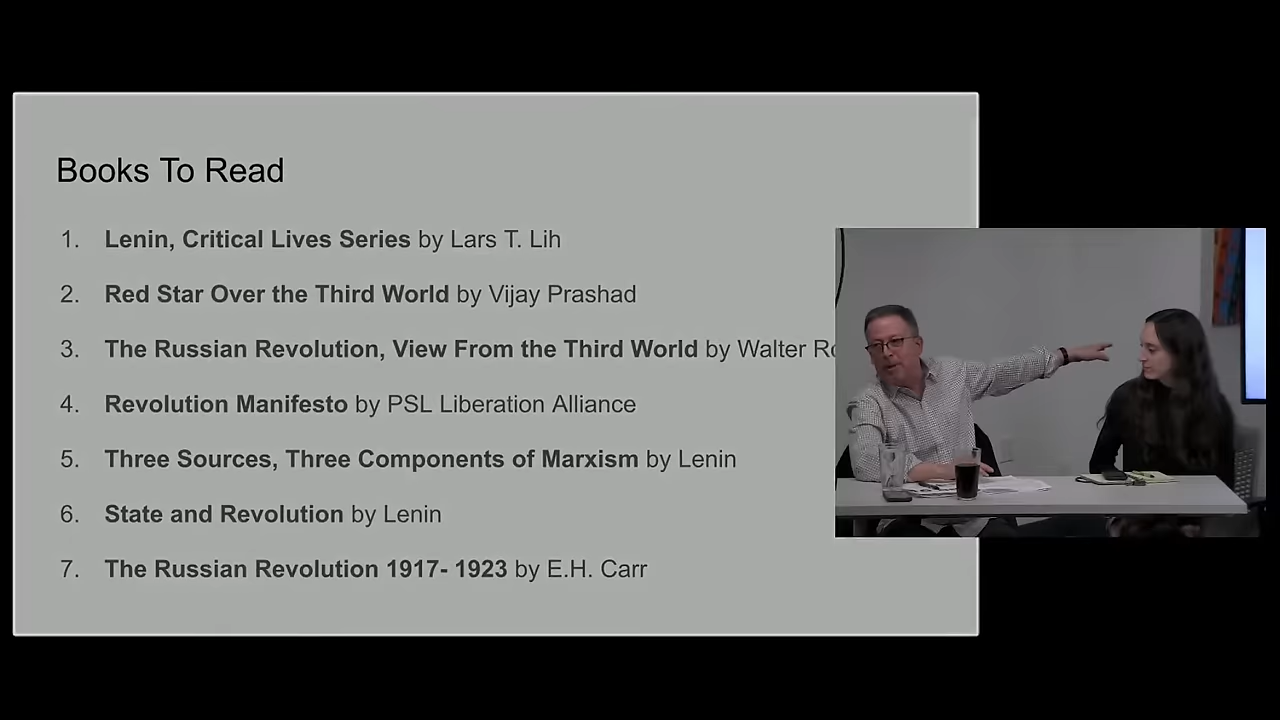 Books To Read
1. Lenin, Critical Lives Series by Lars T. Lih
2. Red Star Over the Third World by Vijay Prashad
3. The Russian Revolution, View From the Third World by Walter
4. Revolution Manifesto by PSL Liberation Alliance
5. Three Sources, Three Components of Marxism by Lenin
6. State and Revolution by Lenin
7. The Russian Revolution 1917- 1923 by E.H. Carr